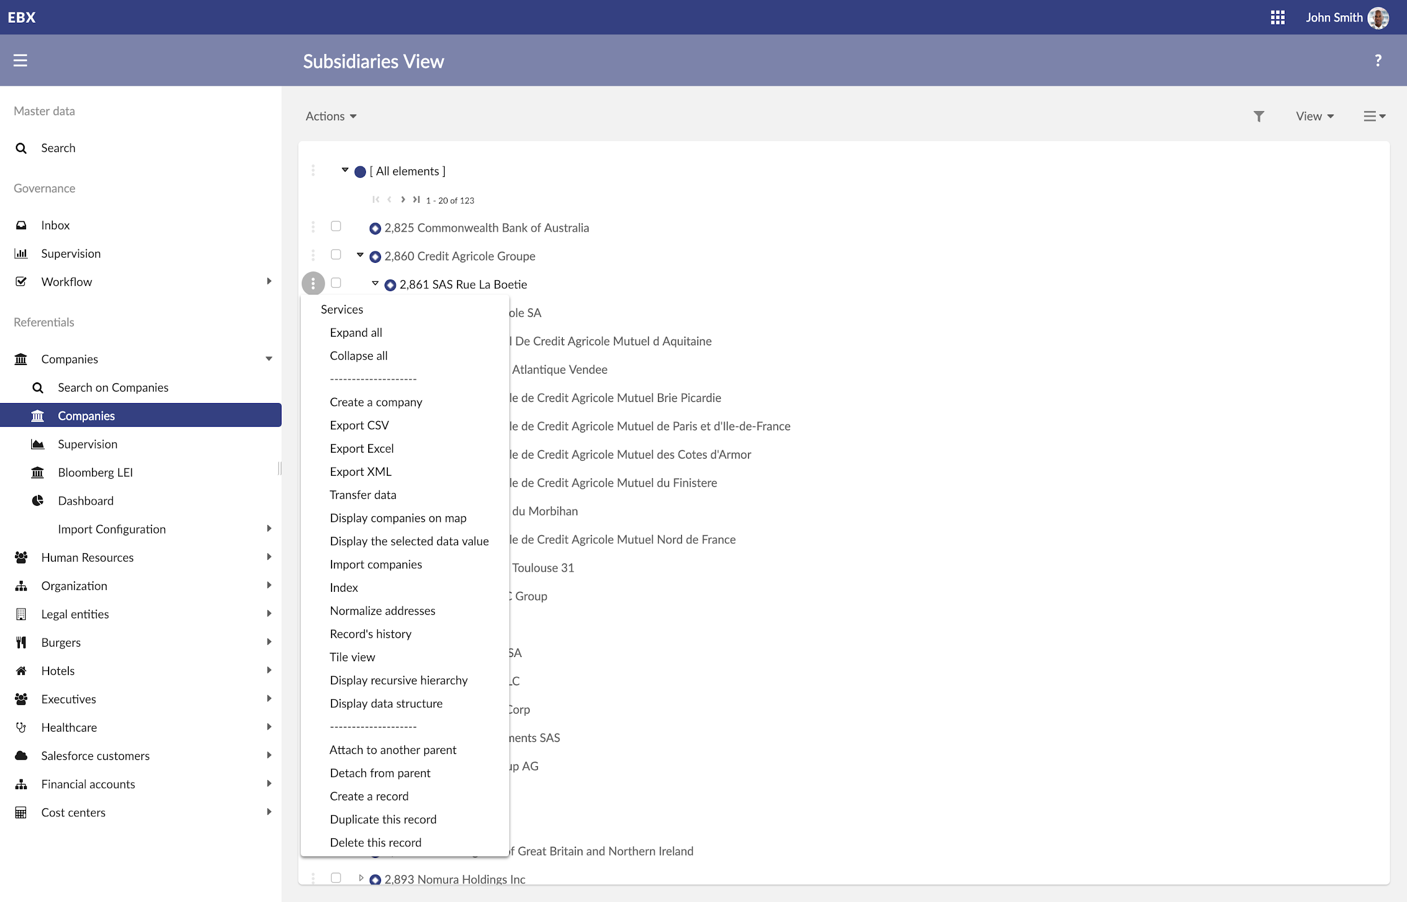 EBX
John Smith
Subsidiaries View
?
Master data
Search
Governance
Inbox
Supervision
Workflow
Referentials
Companies
Search on Companies
Companies
Supervision
Bloomberg LEI
Dashboard
Import Configuration
Human Resources
Organization
Legal entities
Burgers
Hotels
Executives
Healthcare
Salesforce customers
Financial accounts
Cost centers
Actions
View
[ All elements ]
1 - 20 of 123
2,825 Commonwealth Bank of Australia
2,860 Credit Agricole Groupe
2,861 SAS Rue La Boetie
Services
Expand all
Collapse all
--------------------
Create a company
Export CSV
Export Excel
Export XML
Transfer data
Display companies on map
Display the selected data value
Import companies
Index
Normalize addresses
Record's history
Tile view
Display recursive hierarchy
Display data structure
--------------------
Attach to another parent
Detach from parent
Create a record
Duplicate this record
Delete this record
SA
De Credit Agricole Mutuel d Aquitaine
Atlantique Vendee
de Credit Agricole Mutuel Brie Picardie
de Credit Agricole Mutuel de Paris et d'Ile-de-France
de Credit Agricole Mutuel des Cotes d'Armor
de Credit Agricole Mutuel du Finistere
du Morbihan
de Credit Agricole Mutuel Nord de France
Toulouse 31
Group
SA
Corp
SAS
AG
of Great Britain and Northern Ireland
2,893 Nomura Holdings Inc